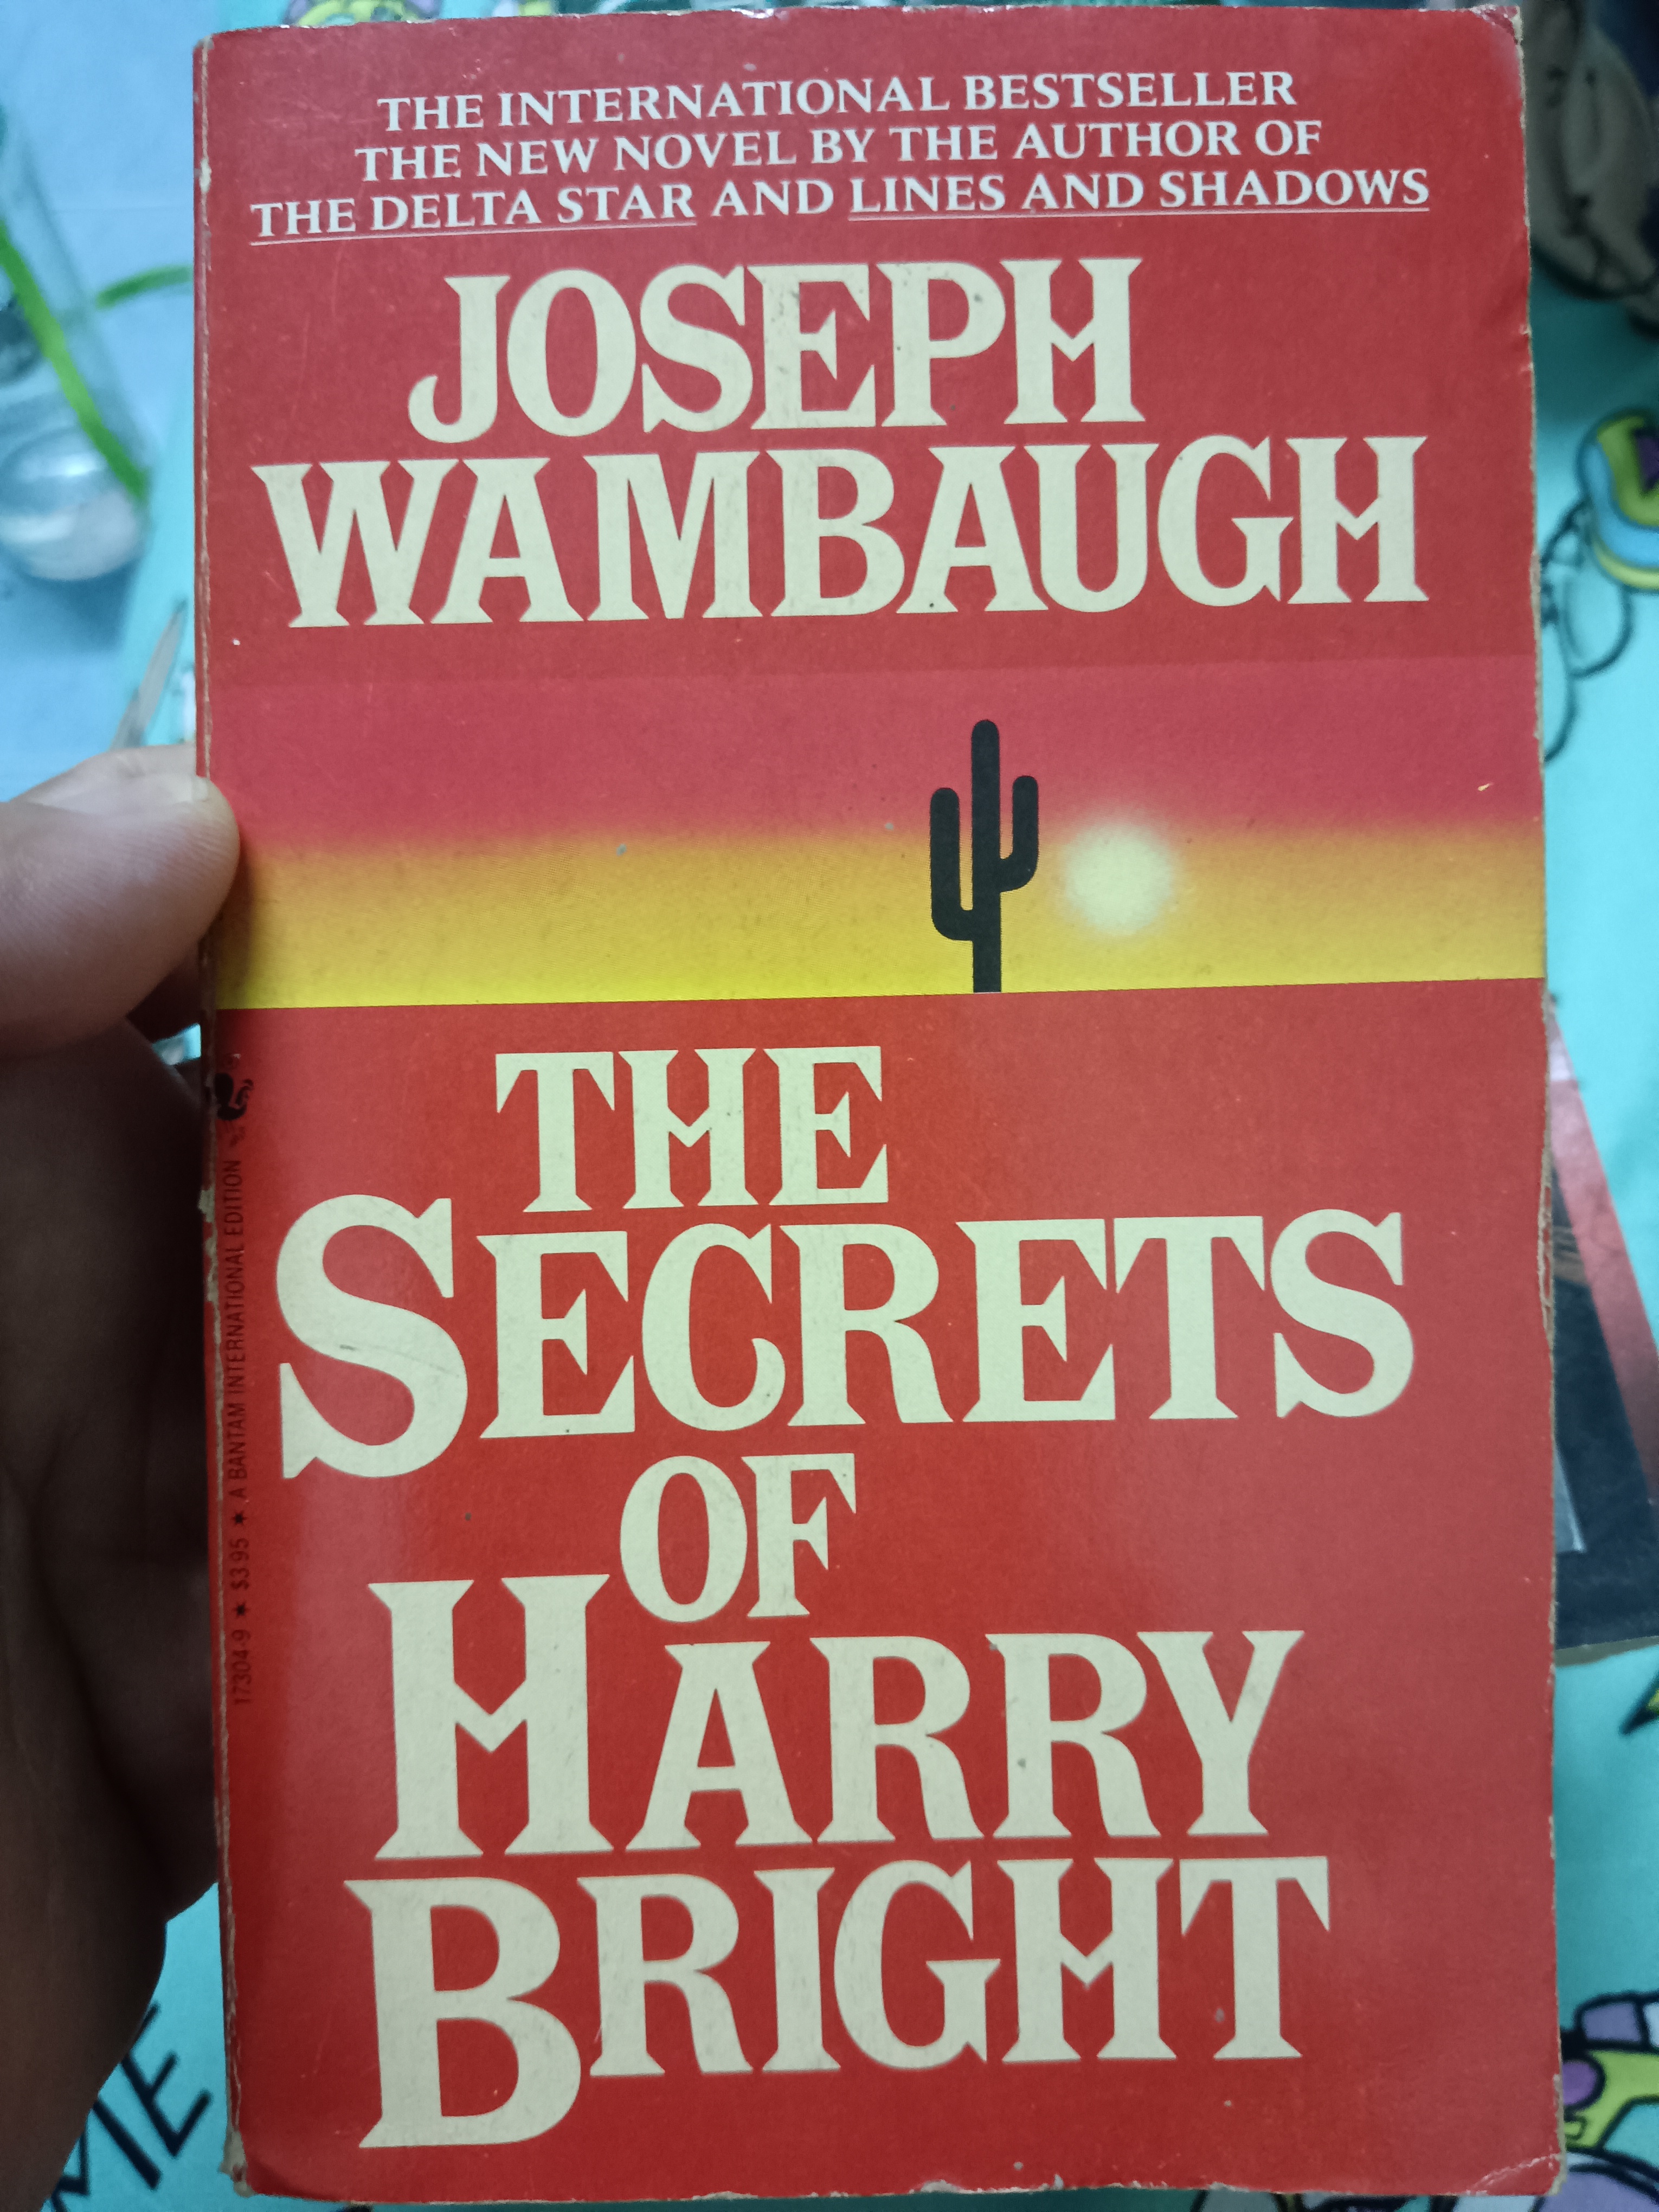 THE INTERNATIONAL BESTSELLER
THE NEW NOVEL BY THE AUTHOR OF
THE DELTA STAR AND LINES AND SHADOWS
JOSEPH
WAMBAUGH
THE
SECRETS
OF
HARRY
BRIGHT
17304-9 ★ $3.95 ★ A BANTAM INTERNATIONAL EDITION
ME